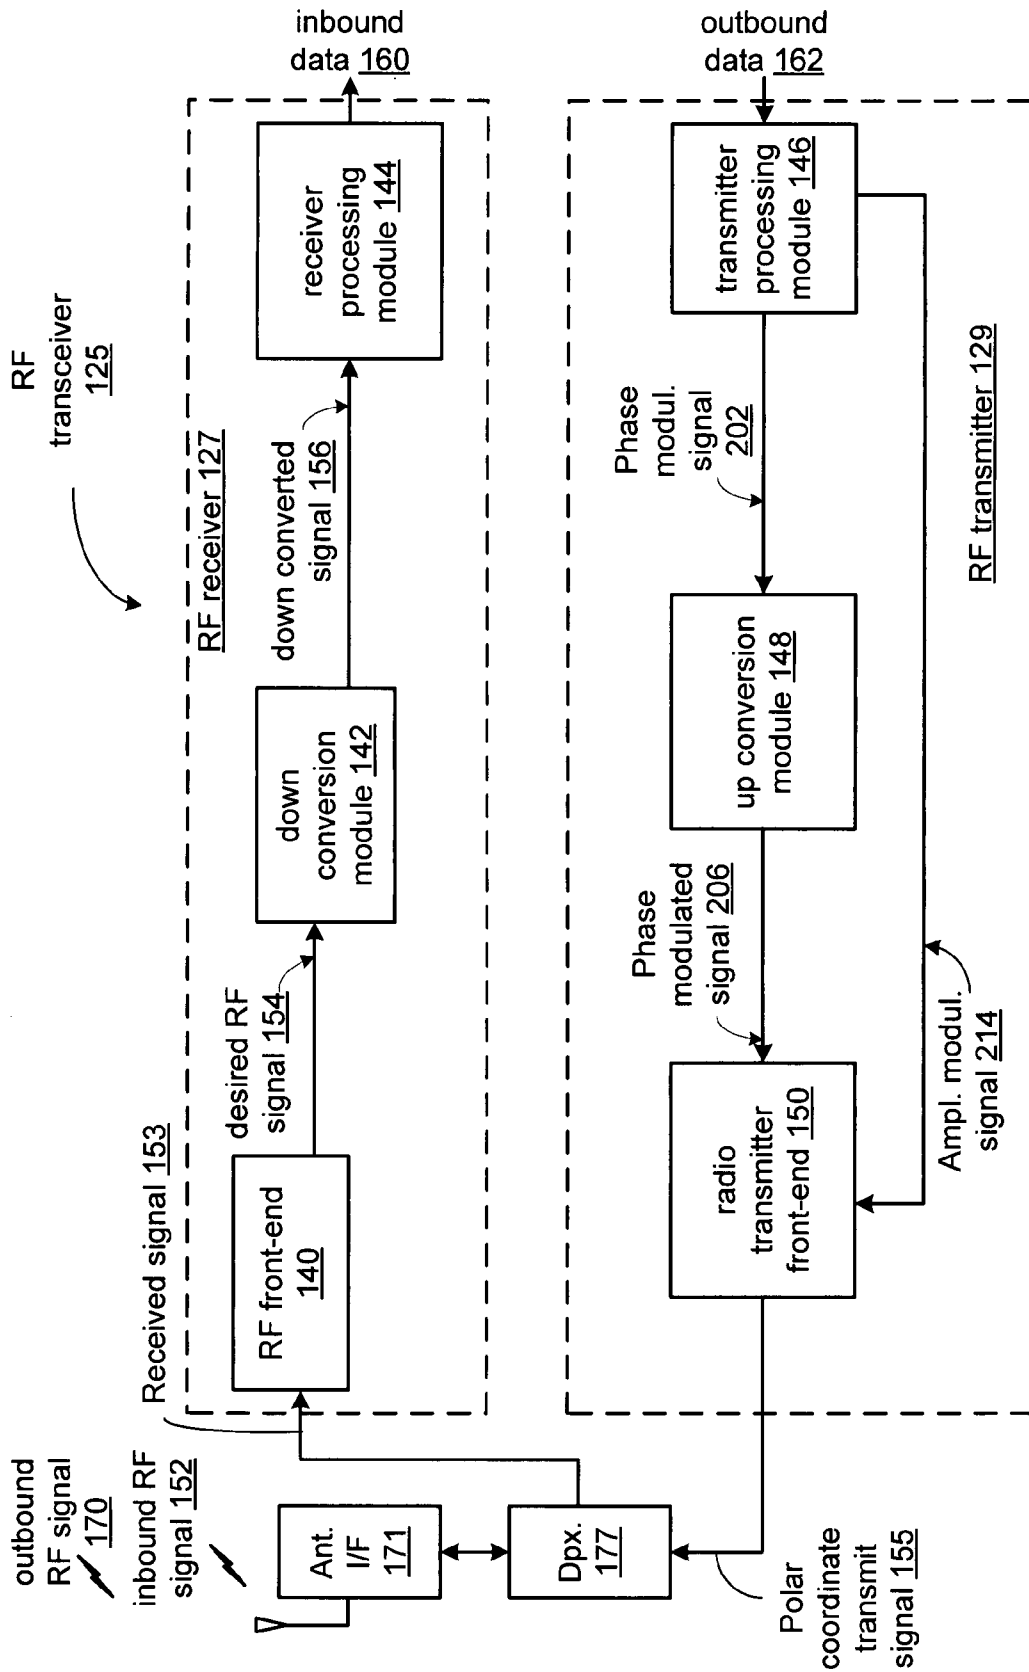 RF
transceiver
125
outbound
RF signal
170
inbound RF
signal 152
Ant.
I/F
171
Dpx.
177
Received signal 153
Polar
coordinate
transmit
signal 155
RF receiver 127
RF front-end
140
desired RF
signal 154
down
conversion
module 142
down converted
signal 156
receiver
processing
module 144
inbound
data 160
outbound
data 162
transmitter
processing
module 146
Phase
modul.
signal
202
up conversion
module 148
Phase
modulated
signal 206
radio
transmitter
front-end 150
Ampl. modul.
signal 214
RF transmitter 129